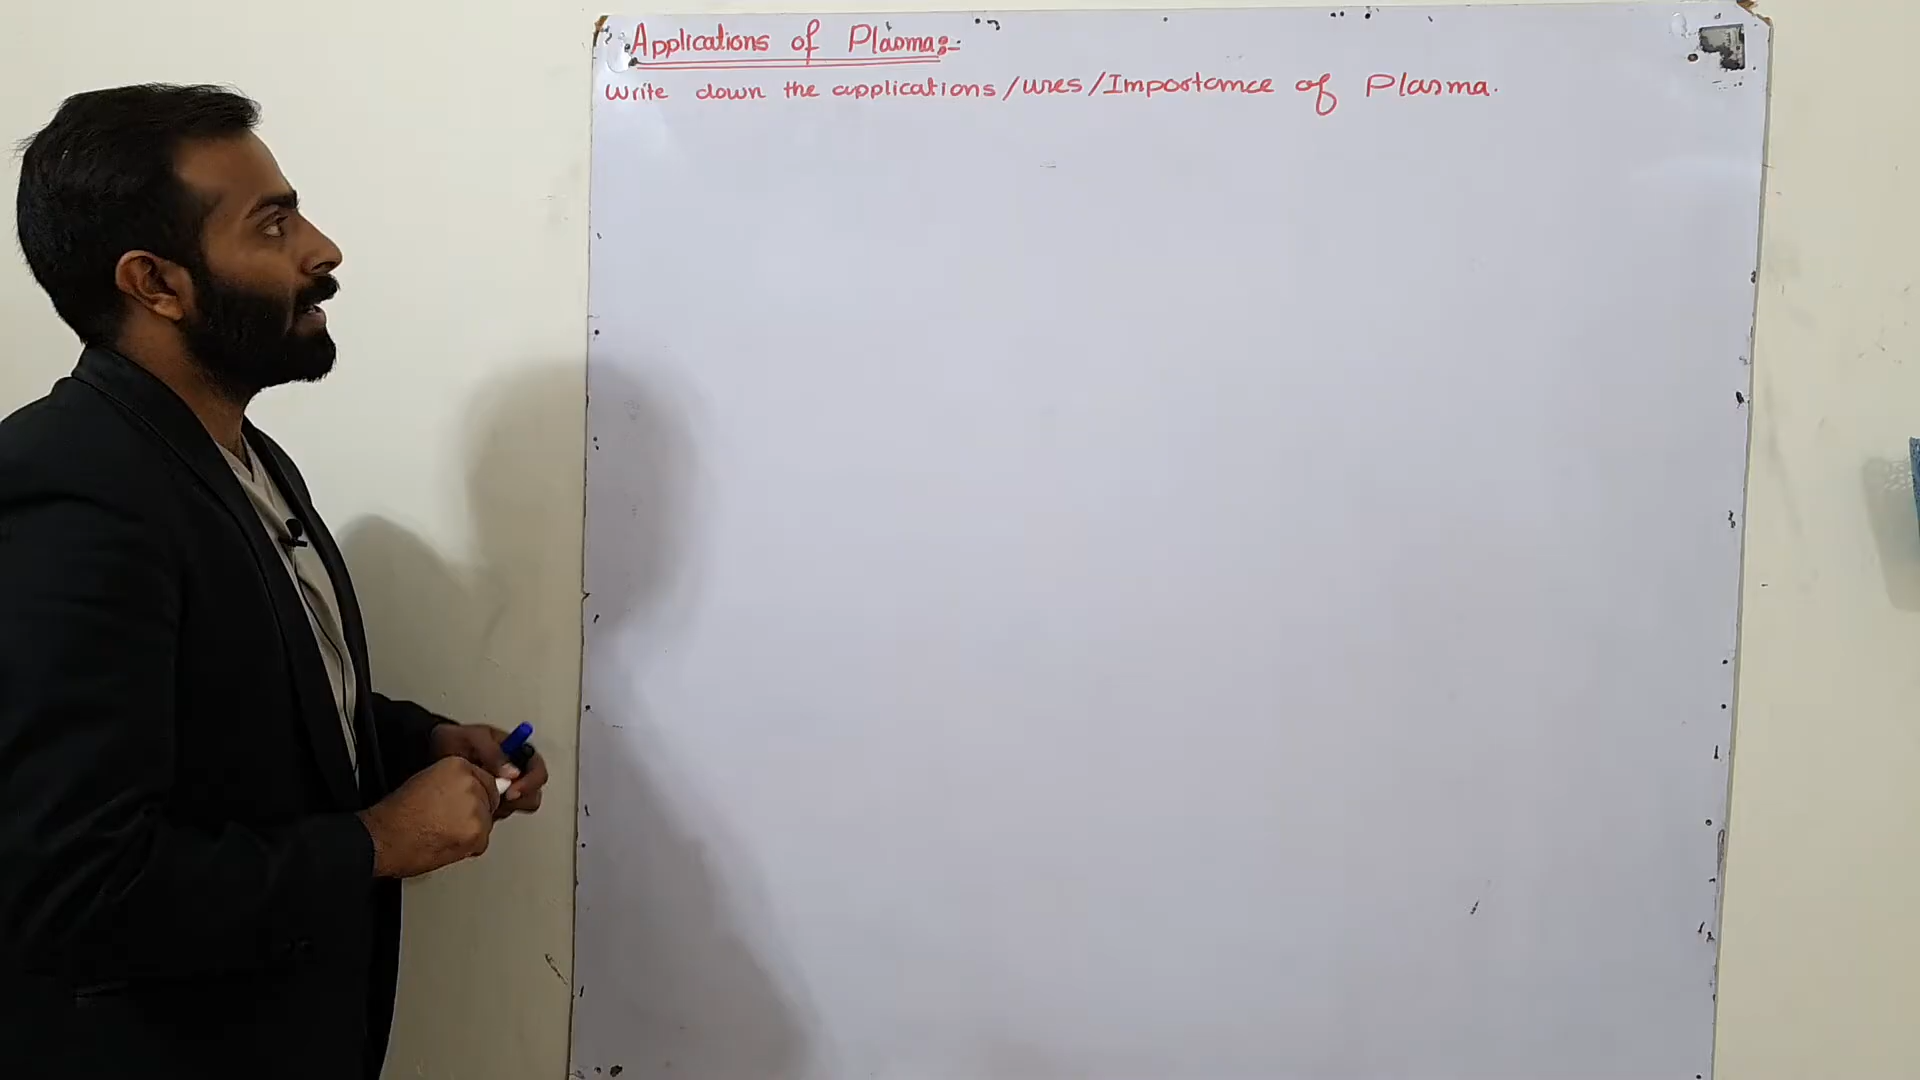 Applications of Plasma:-
Write down the applications/uses/Importance of Plasma.